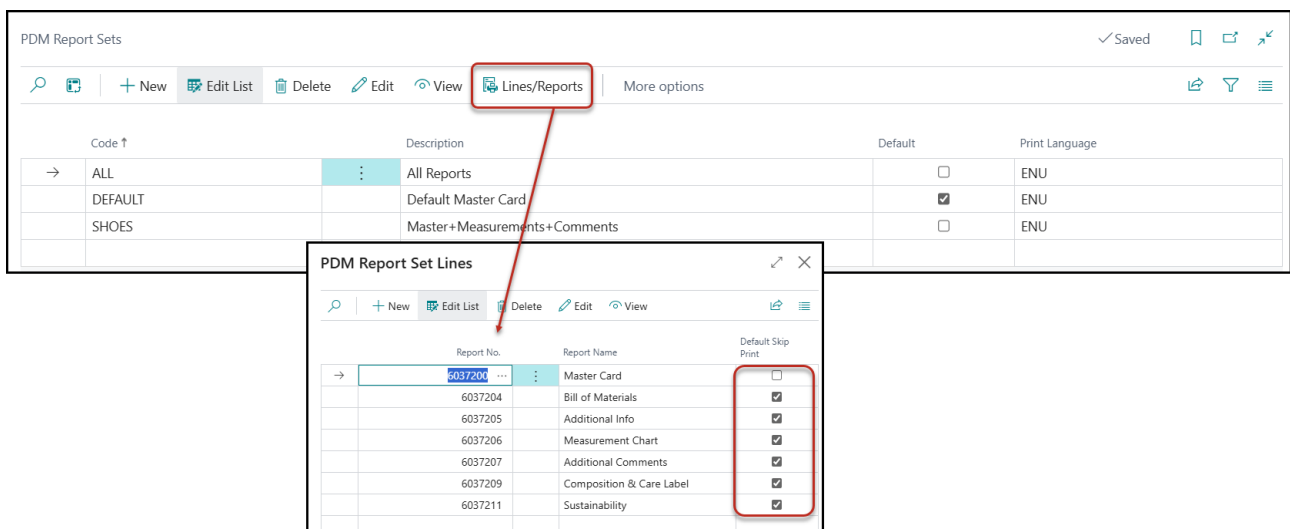 PDM Report Sets
Saved
New Edit List Delete Edit View Lines/Reports More options
Code ↑ Description Default Print Language
ALL All Reports ENU
DEFAULT Default Master Card ENU
SHOES Master+Measurements+Comments ENU
PDM Report Set Lines
New Edit List Delete Edit View
Default Skip
Report No. Report Name Print
6037200 Master Card
6037204 Bill of Materials
6037205 Additional Info
6037206 Measurement Chart
6037207 Additional Comments
6037209 Composition & Care Label
6037211 Sustainability